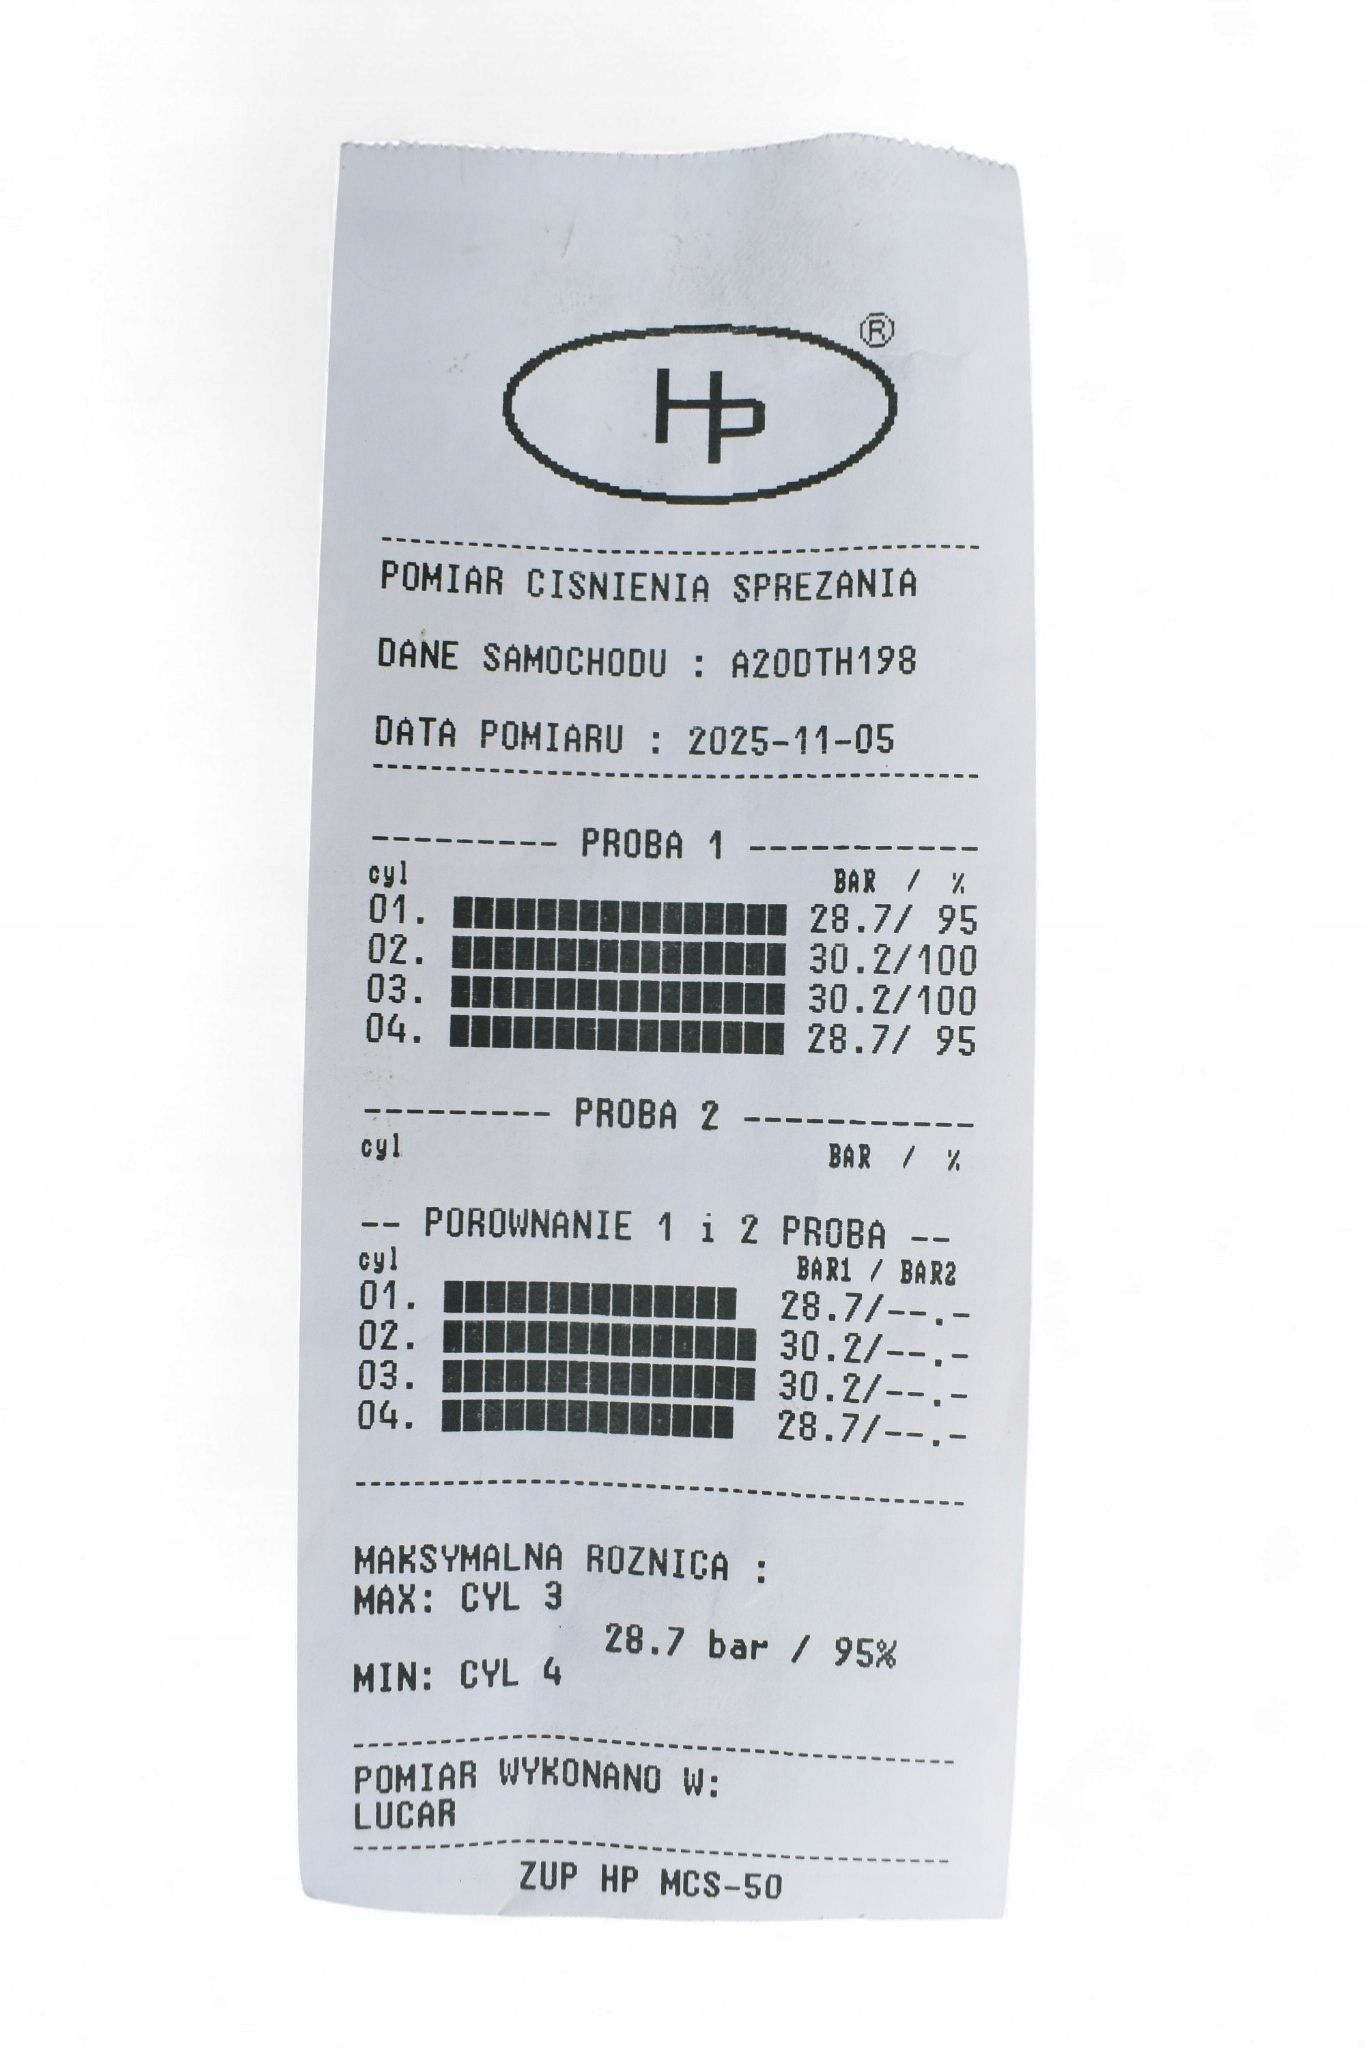 HP ®
POMIAR CISNIENIA SPREZANIA
DANE SAMOCHODU : A20DTH198
DATA POMIARU : 2025-11-05
--------- PROBA 1 -----------
cyl BAR / %
01. 28.7/ 95
02. 30.2/100
03. 30.2/100
04. 28.7/ 95
--------- PROBA 2 -----------
cyl BAR / %
-- POROWNANIE 1 i 2 PROBA --
cyl BAR1 / BAR2
01. 28.7/--.-
02. 30.2/--.-
03. 30.2/--.-
04. 28.7/--.-
MAKSYMALNA ROZNICA :
MAX: CYL 3
28.7 bar / 95%
MIN: CYL 4
POMIAR WYKONANO W:
LUCAR
ZUP HP MCS-50